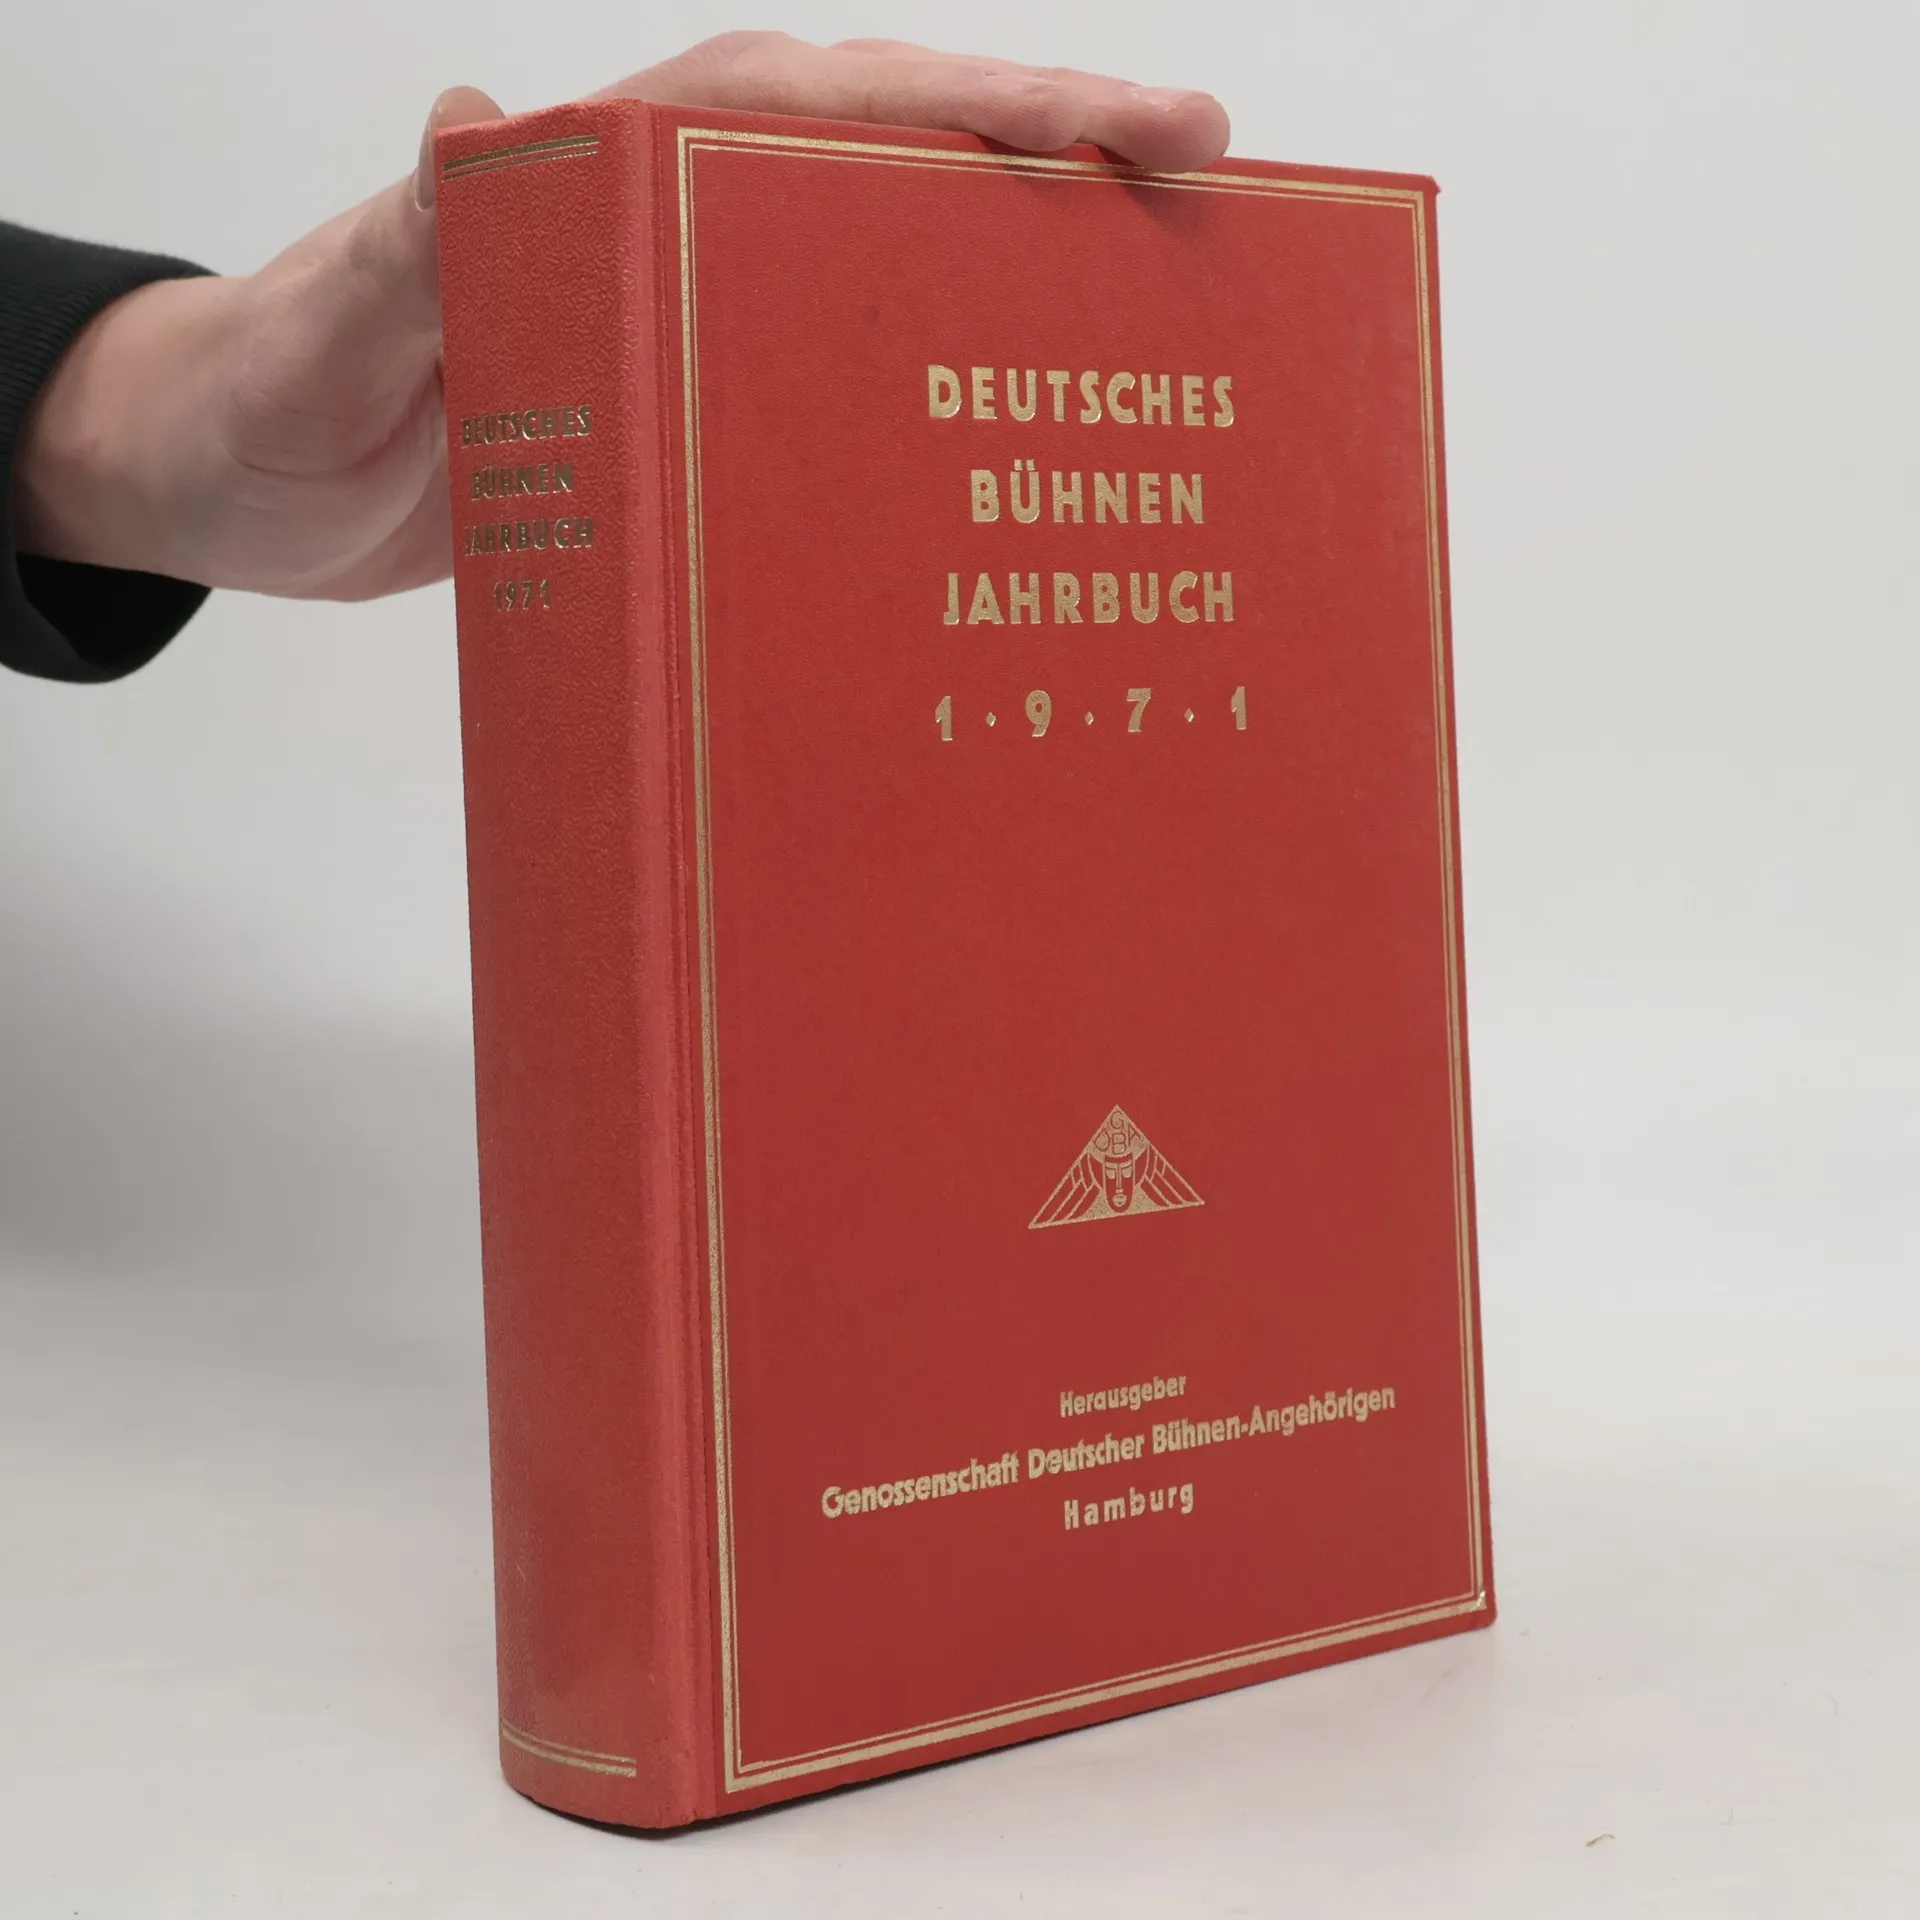 DEUTSCHES
BÜHNEN
JAHRBUCH
1971
DEUTSCHES
BÜHNEN
JAHRBUCH
1·9·7·1
Herausgeber
Genossenschaft Deutscher Bühnen-Angehörigen
Hamburg